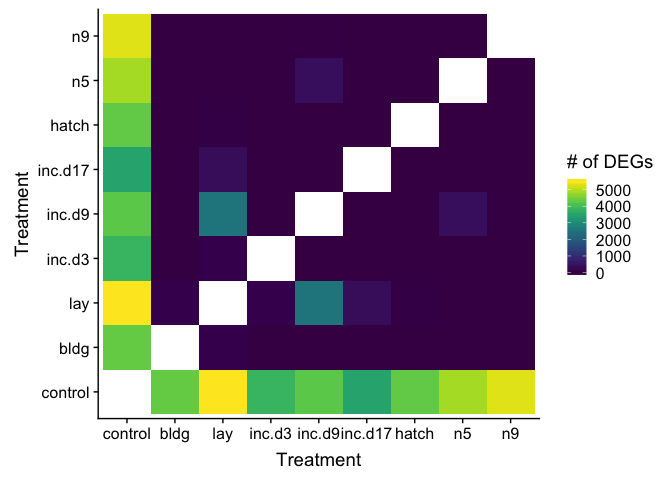 n9
n5
hatch
inc.d17
inc.d9
inc.d3
lay
bldg
control
Treatment
control bldg lay inc.d3 inc.d9 inc.d17 hatch n5 n9
Treatment
# of DEGs
5000
4000
3000
2000
1000
0